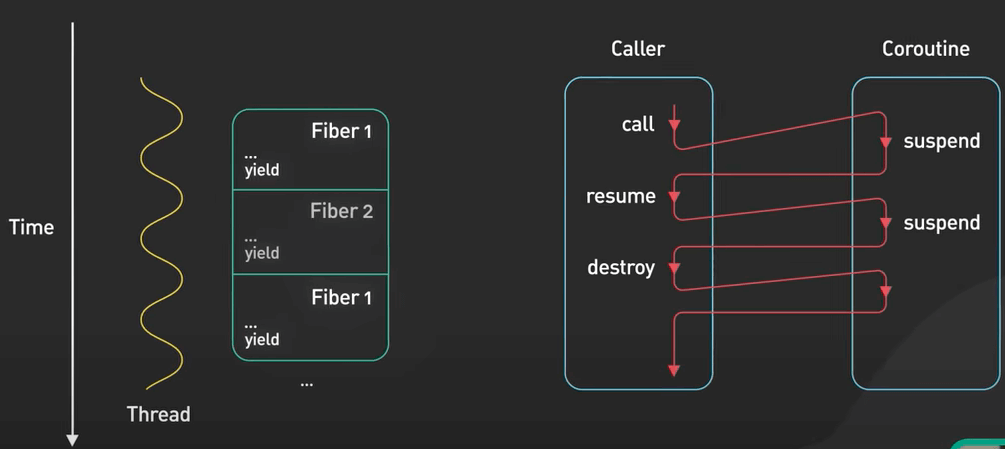 Time
Thread
Fiber 1
...
yield
Fiber 2
...
yield
Fiber 1
...
yield
...
Caller
call
resume
destroy
Coroutine
suspend
suspend